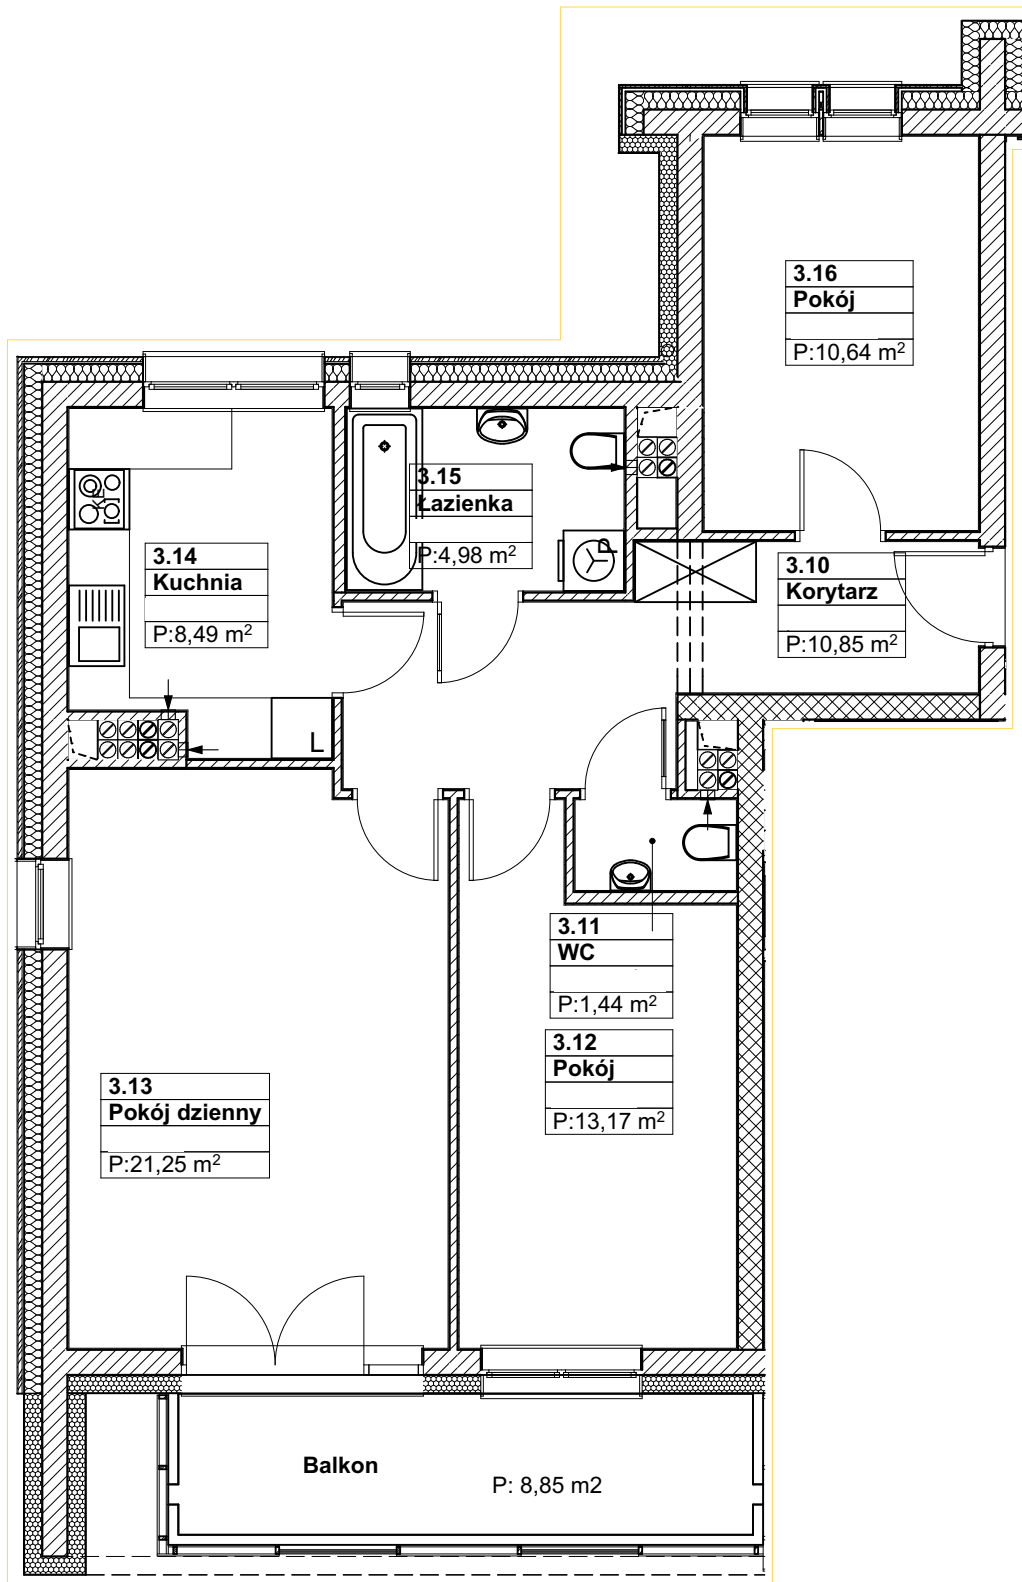 3.16
Pokój
P:10,64 m²
3.15
Łazienka
P:4,98 m²
P
KP
3.14
Kuchnia
P:8,49 m²
3.10
Korytarz
P:10,85 m²
L
3.11
WC
P:1,44 m²
3.12
Pokój
P:13,17 m²
3.13
Pokój dzienny
P:21,25 m²
Balkon
P: 8,85 m2